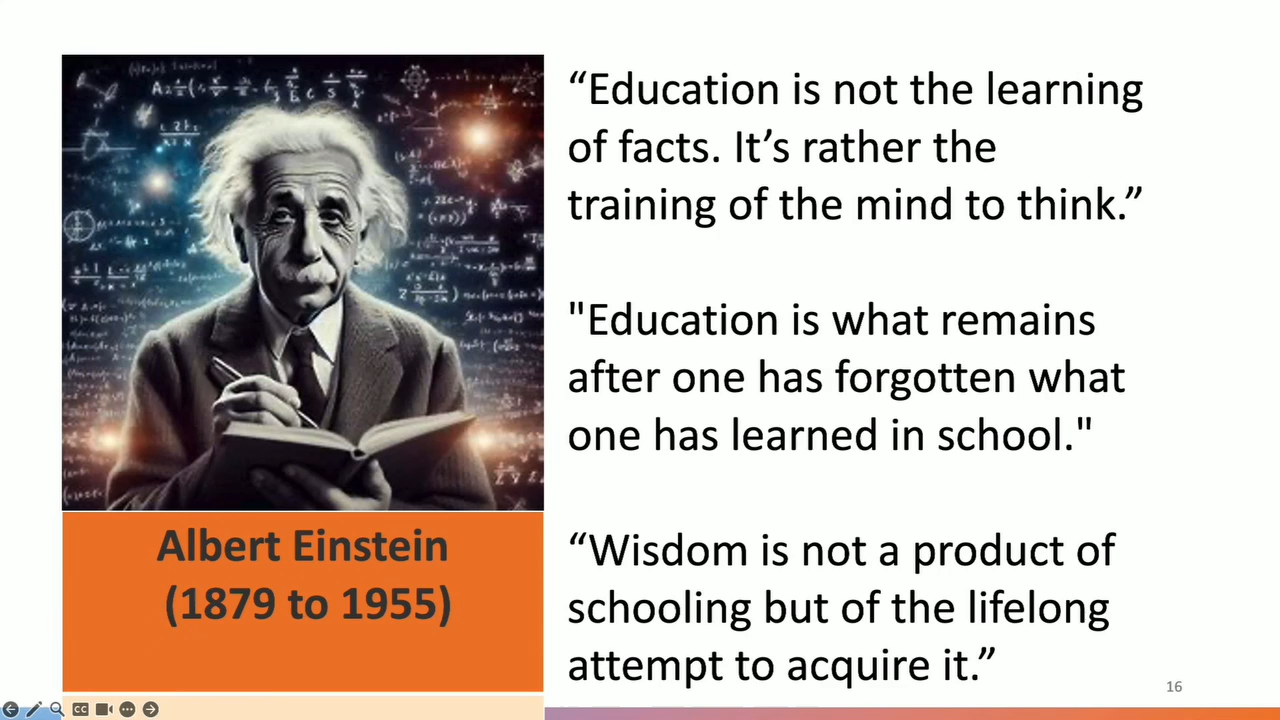 “Education is not the learning
of facts. It’s rather the
training of the mind to think.”
"Education is what remains
after one has forgotten what
one has learned in school."
“Wisdom is not a product of
schooling but of the lifelong
attempt to acquire it.”
Albert Einstein
(1879 to 1955)
16
CC